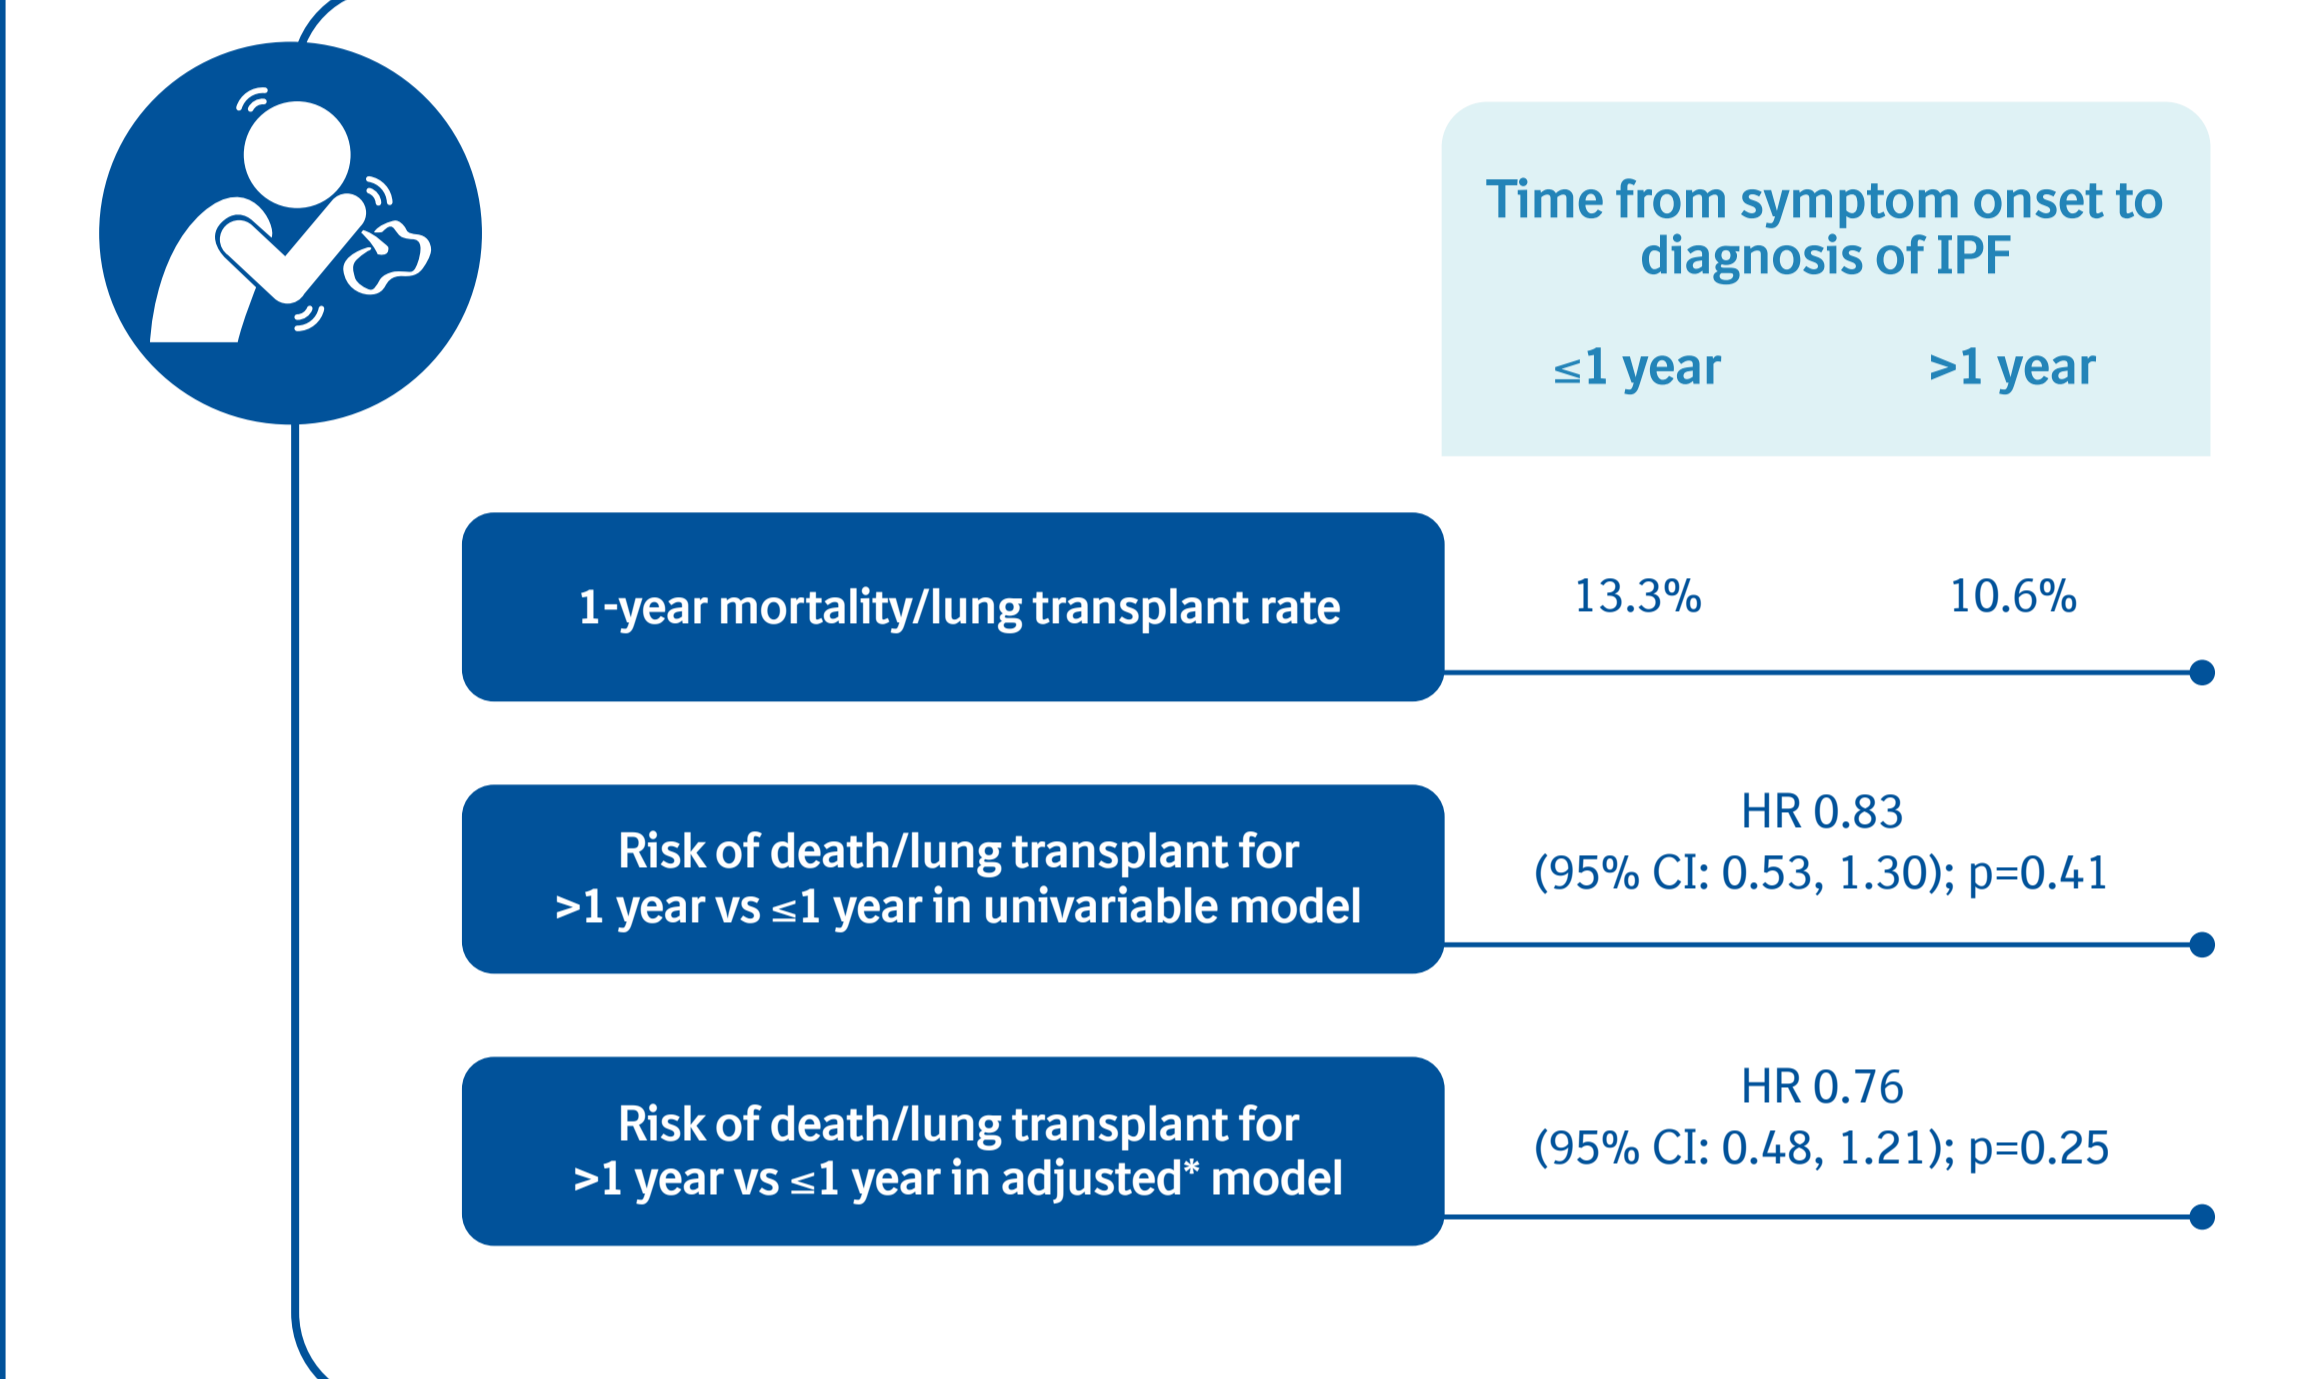 Time from symptom onset to
diagnosis of IPF
≤1 year >1 year
1-year mortality/lung transplant rate 13.3% 10.6%
Risk of death/lung transplant for
>1 year vs ≤1 year in univariable model
HR 0.83
(95% CI: 0.53, 1.30); p=0.41
Risk of death/lung transplant for
>1 year vs ≤1 year in adjusted* model
HR 0.76
(95% CI: 0.48, 1.21); p=0.25